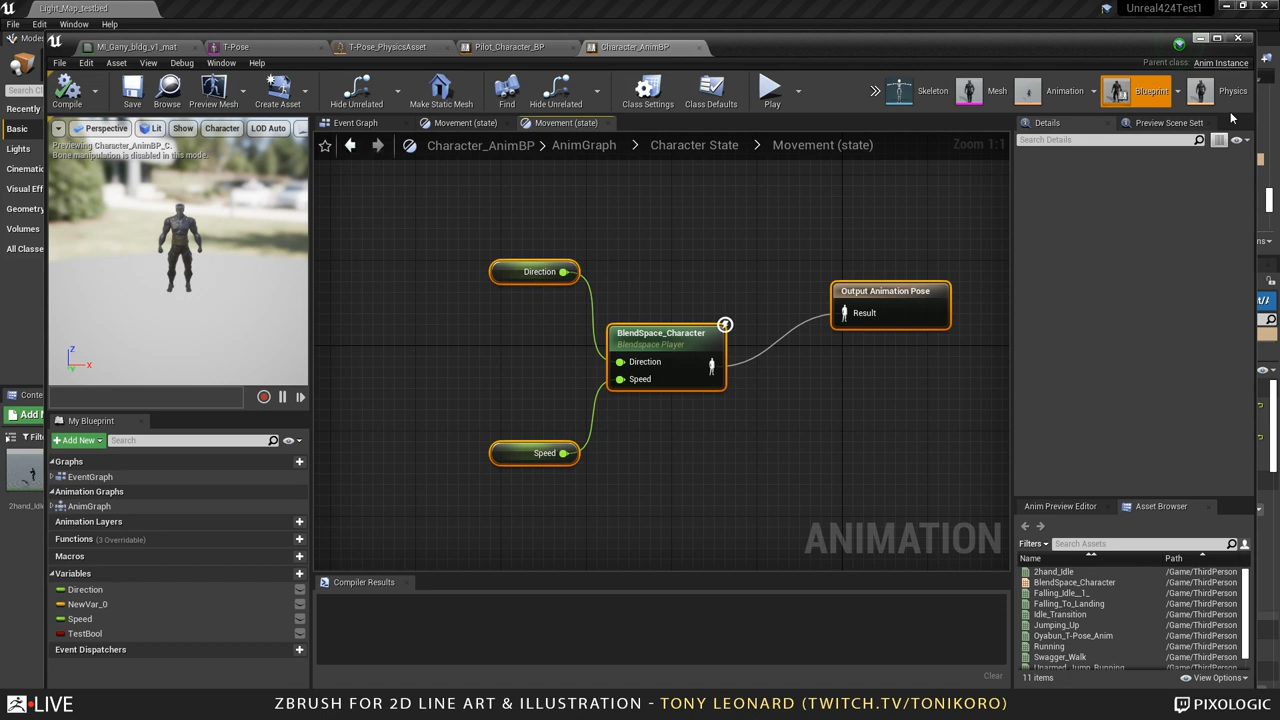 Light_Map_testbed
Unreal424Test1
File Edit Window Help
MI_Gany_bldg_v1_mat T-Pose T-Pose_PhysicsAsset Pilot_Character_BP Character_AnimBP
File Edit Asset View Debug Window Help
Parent class: Anim Instance
Compile Save Browse Preview Mesh Create Asset Hide Unrelated Make Static Mesh Find Hide Unrelated Class Settings Class Defaults Play Skeleton Mesh Animation Blueprint Physics
Recently
Basic
Lights
Cinemati
Visual Eff
Geometry
Volumes
All Classe
Perspective Lit Show Character LOD Auto
Previewing Character_AnimBP_C.
Bone manipulation is disabled in this mode.
Z
X
Event Graph Movement (state) Movement (state)
Character_AnimBP > AnimGraph > Character State > Movement (state) Zoom 1:1
Direction
BlendSpace_Character
Blendspace Player
Direction
Speed
Speed
Output Animation Pose
Result
ANIMATION
Details Preview Scene Sett
Search Details
My Blueprint
+ Add New Search
Graphs
EventGraph
Animation Graphs
AnimGraph
Animation Layers
Functions (3 Overridable)
Macros
Variables
Direction
NewVar_0
Speed
TestBool
Event Dispatchers
Compiler Results
Clear
Anim Preview Editor Asset Browser
Filters Search Assets
Name Path
2hand_Idle /Game/ThirdPerson
BlendSpace_Character /Game/ThirdPerson
Falling_Idle__1_ /Game/ThirdPerson
Falling_To_Landing /Game/ThirdPerson
Idle_Transition /Game/ThirdPerson
Jumping_Up /Game/ThirdPerson
Oyabun_T-Pose_Anim /Game/ThirdPerson
Running /Game/ThirdPerson
Swagger_Walk /Game/ThirdPerson
Unarmed_Jump_Running /Game/ThirdPerson
11 items View Options
LIVE
ZBRUSH FOR 2D LINE ART & ILLUSTRATION - TONY LEONARD (TWITCH.TV/TONIKORO)
PIXOLOGIC